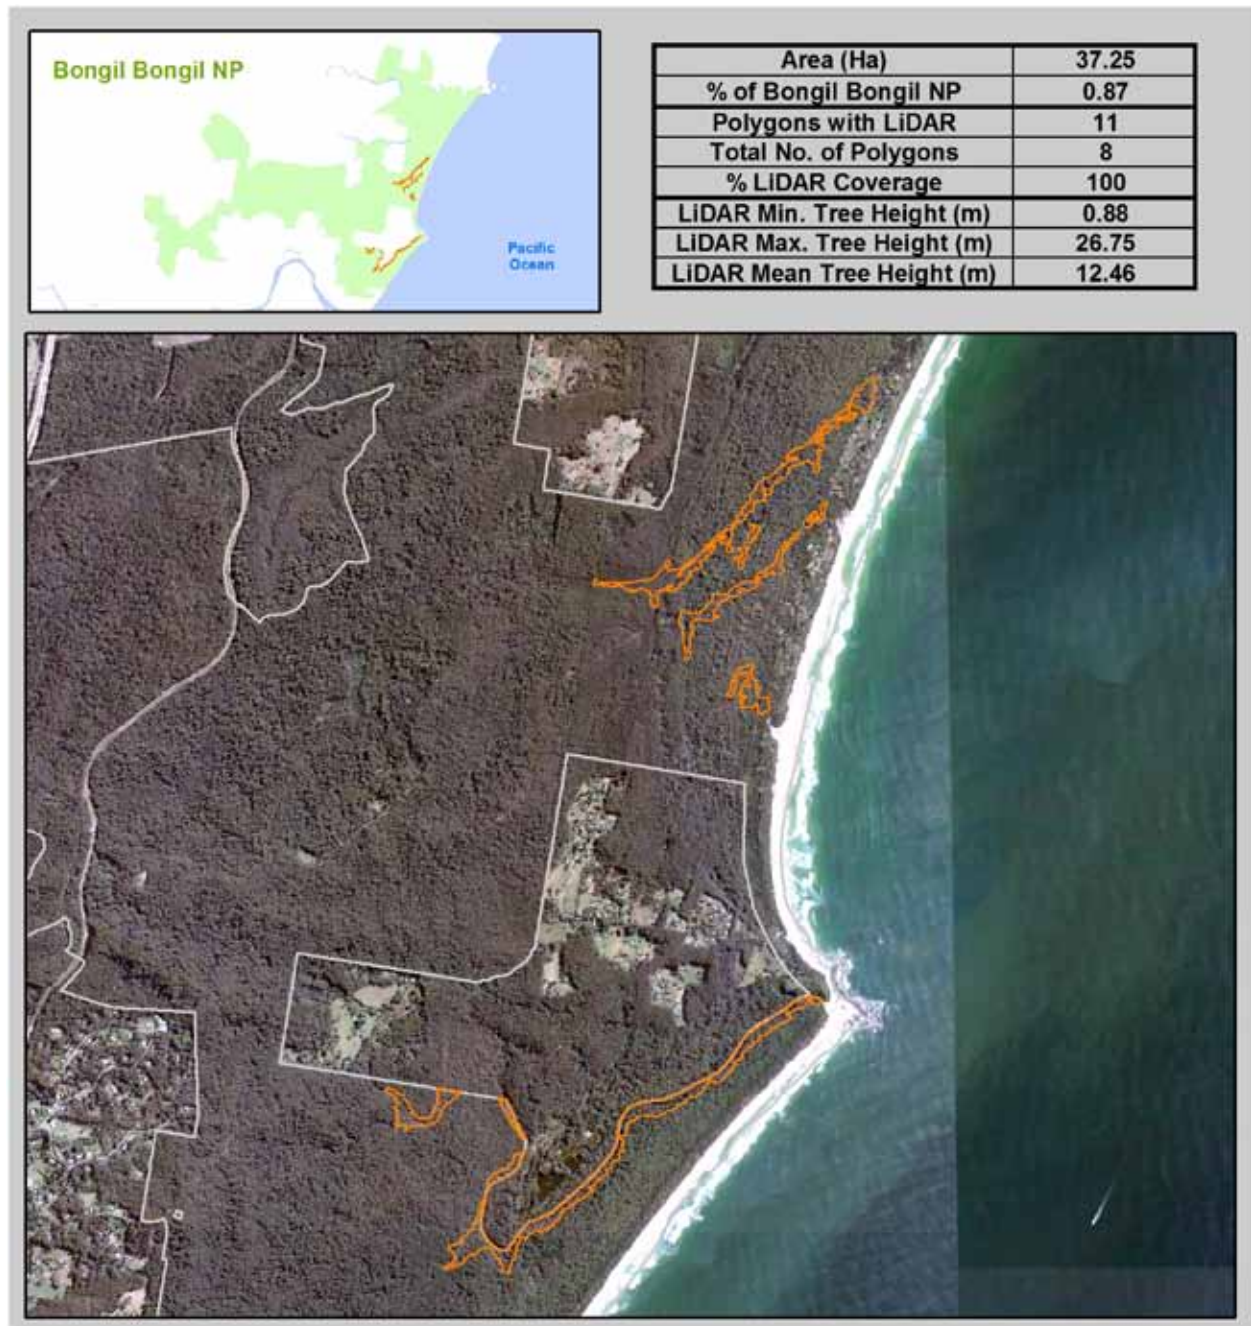 Bongil Bongil NP
Pacific
Ocean
Area (Ha) 37.25
% of Bongil Bongil NP 0.87
Polygons with LiDAR 11
Total No. of Polygons 8
% LiDAR Coverage 100
LiDAR Min. Tree Height (m) 0.88
LiDAR Max. Tree Height (m) 26.75
LiDAR Mean Tree Height (m) 12.46